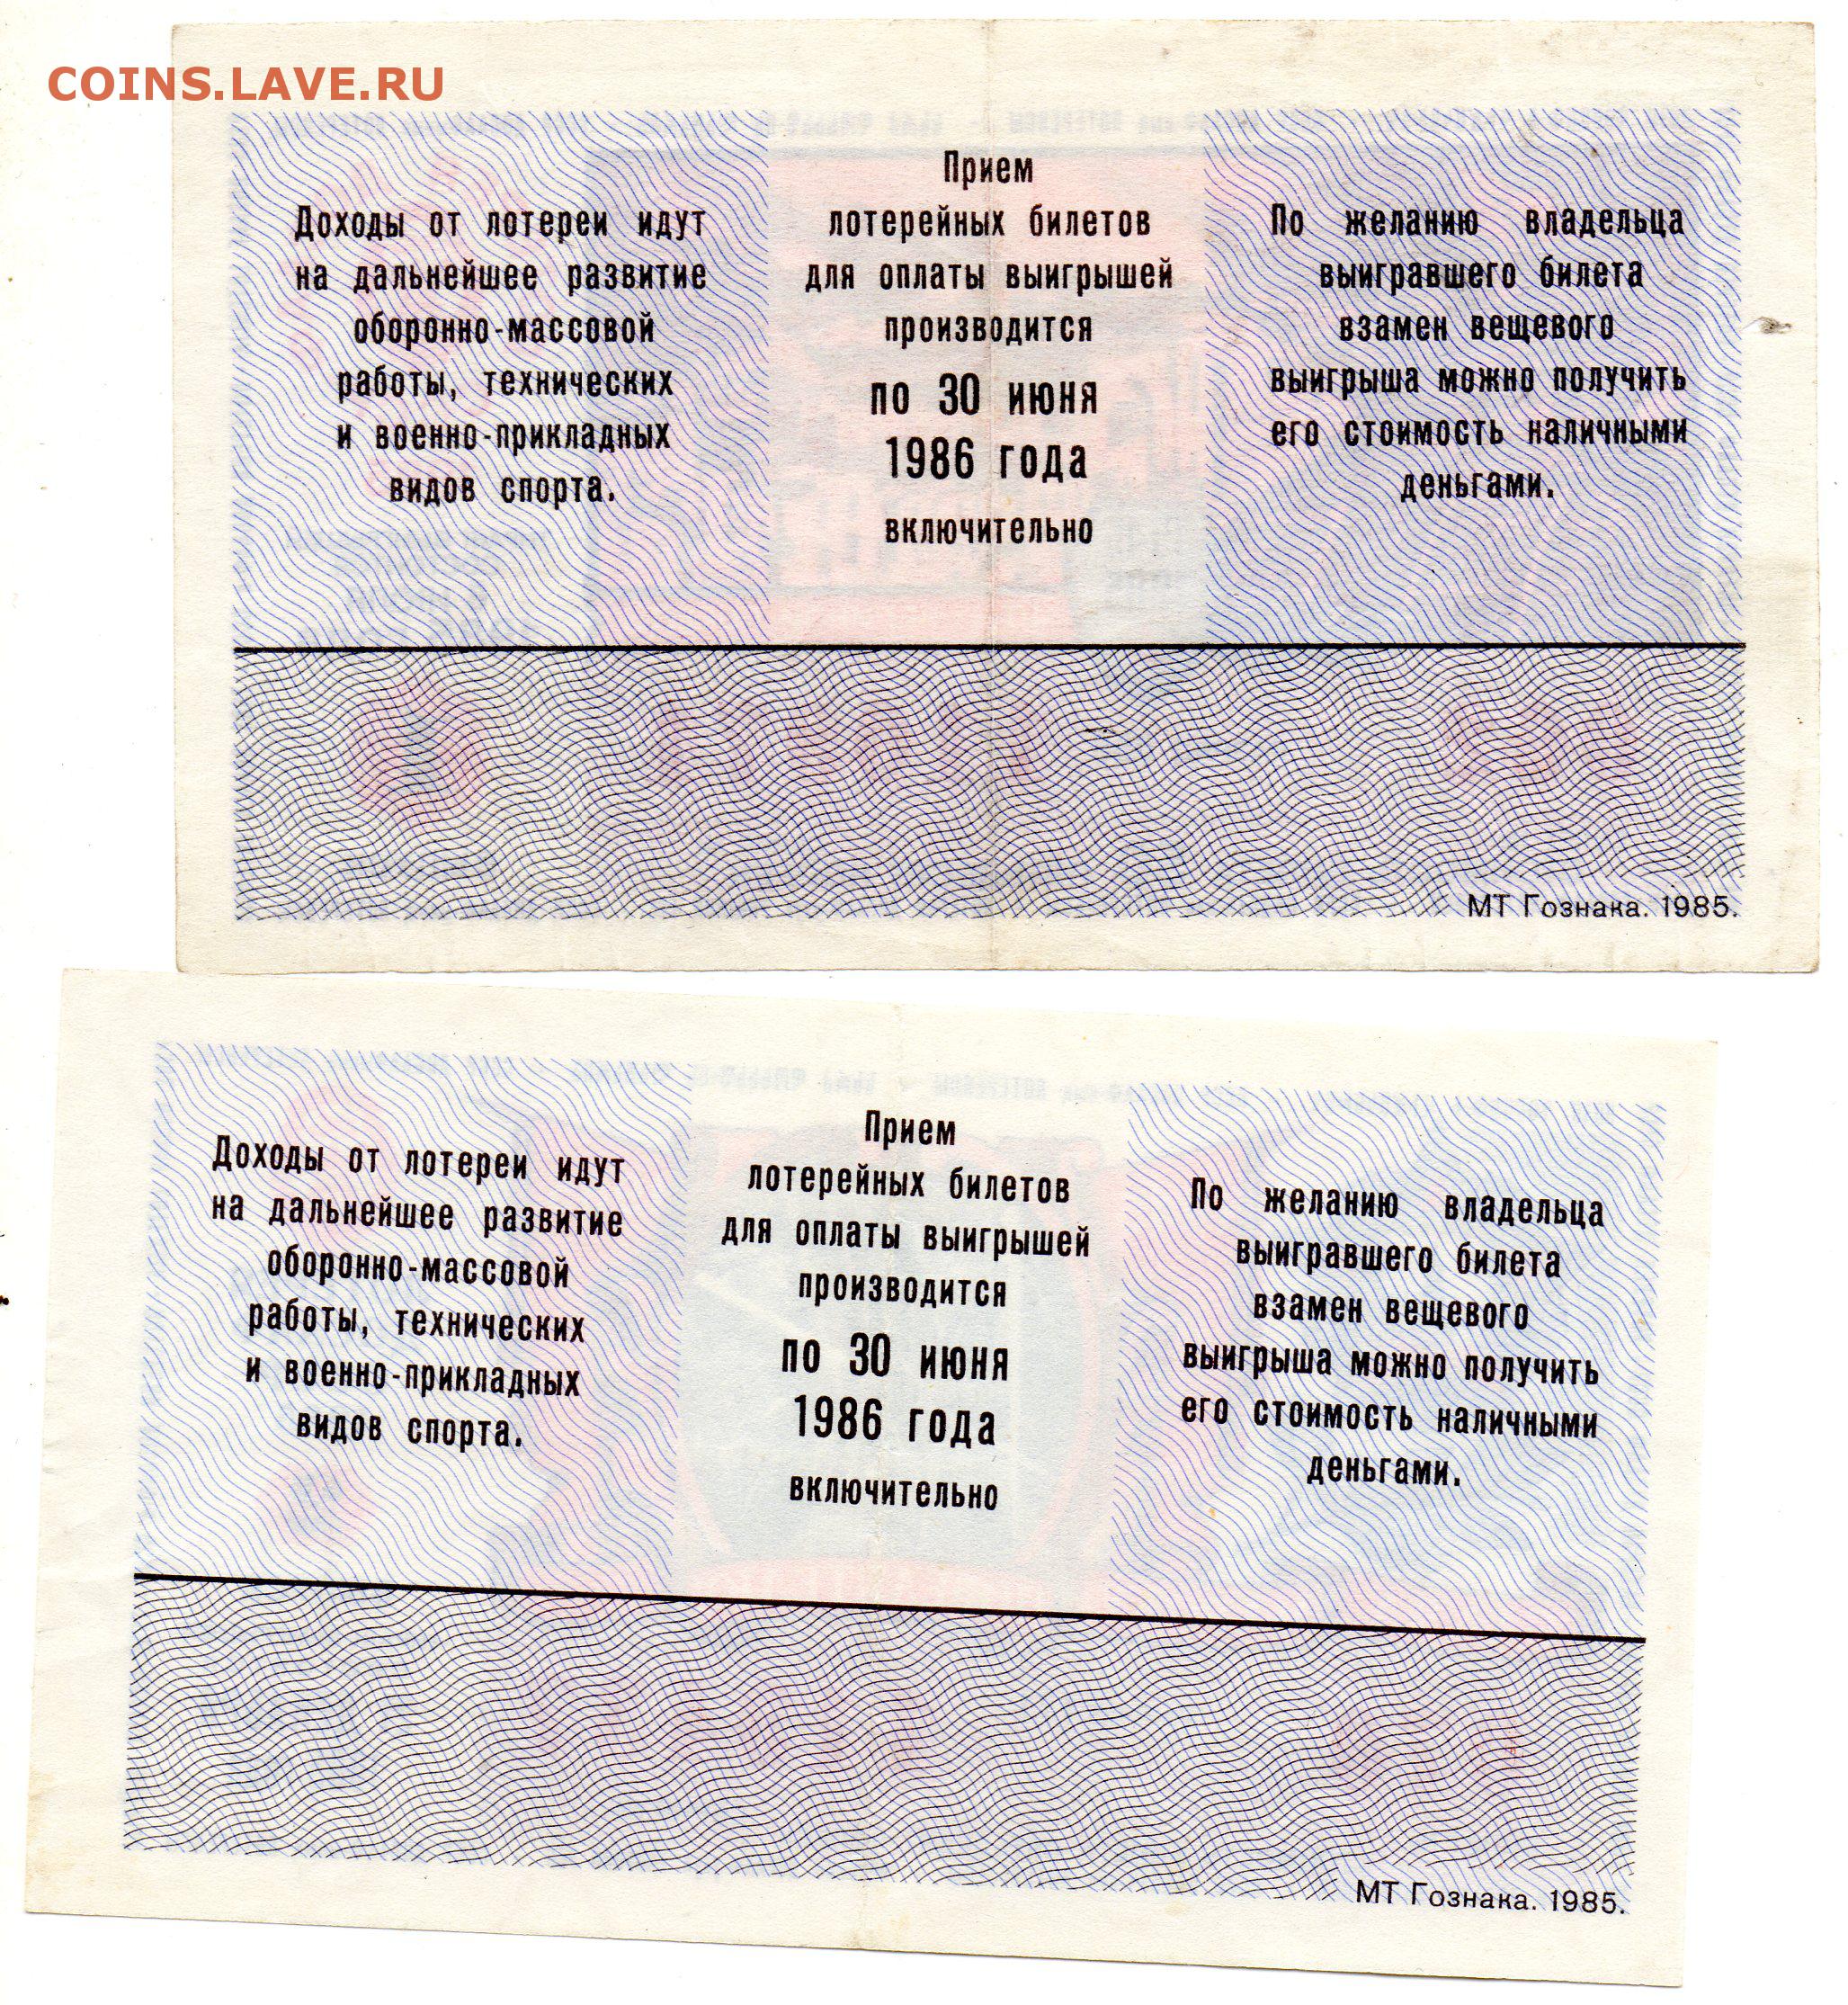 COINS.LAVE.RU
Доходы от лотереи идут
на дальнейшее развитие
оборонно-массовой
работы, технических
и военно-прикладных
видов спорта.
Прием
лотерейных билетов
для оплаты выигрышей
производится
по 30 июня
1986 года
включительно
По желанию владельца
выигравшего билета
взамен вещевого
выигрыша можно получить
его стоимость наличными
деньгами.
МТ Гознака. 1985.
Доходы от лотереи идут
на дальнейшее развитие
оборонно-массовой
работы, технических
и военно-прикладных
видов спорта.
Прием
лотерейных билетов
для оплаты выигрышей
производится
по 30 июня
1986 года
включительно
По желанию владельца
выигравшего билета
взамен вещевого
выигрыша можно получить
его стоимость наличными
деньгами.
МТ Гознака. 1985.